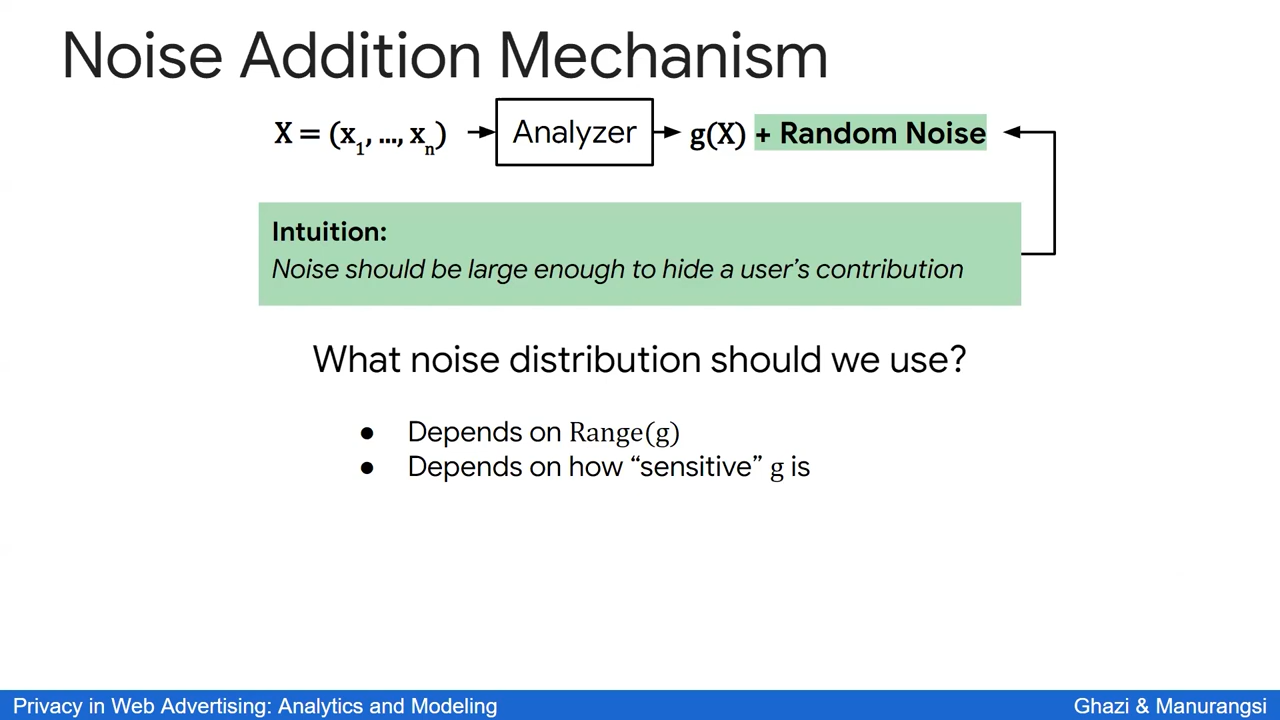 Noise Addition Mechanism
X = (x₁, ..., xₙ) Analyzer g(X) + Random Noise
Intuition:
Noise should be large enough to hide a user's contribution
What noise distribution should we use?
● Depends on Range(g)
● Depends on how “sensitive” g is
Privacy in Web Advertising: Analytics and Modeling Ghazi & Manurangsi